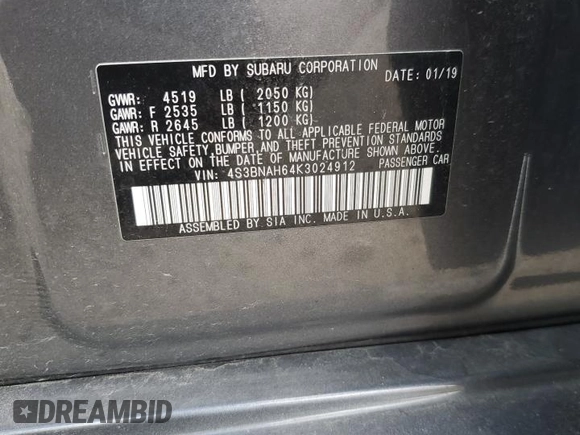 MFD BY SUBARU CORPORATION
DATE: 01/19
GVWR: 4519 LB ( 2050 KG)
GAWR: F 2535 LB ( 1150 KG)
GAWR: R 2645 LB ( 1200 KG)
THIS VEHICLE CONFORMS TO ALL APPLICABLE FEDERAL MOTOR
VEHICLE SAFETY, BUMPER, AND THEFT PREVENTION STANDARDS
IN EFFECT ON THE DATE OF MANUFACTURE SHOWN ABOVE.
VIN: 4S3BNAH64K3024912 PASSENGER CAR
ASSEMBLED BY SIA INC. MADE IN U.S.A.
DREAMBID